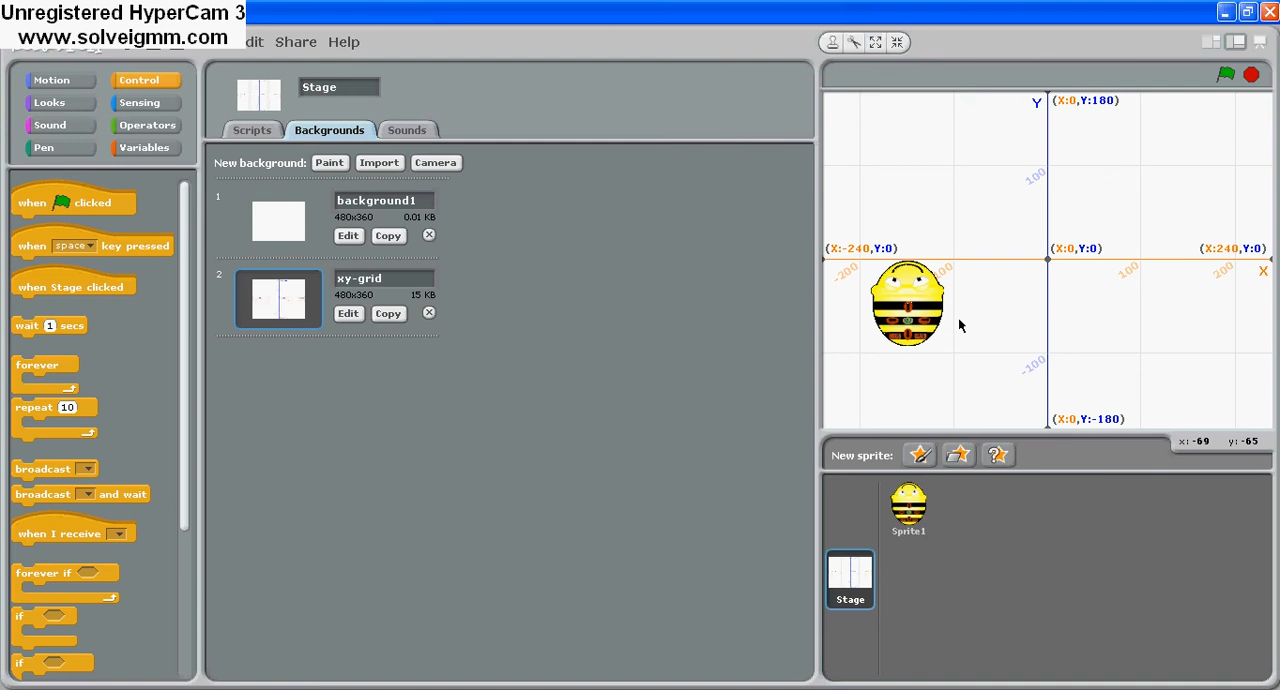 Unregistered HyperCam 3
www.solveigmm.com
dit Share Help
Motion Control
Looks Sensing
Sound Operators
Pen Variables
when clicked
when space key pressed
when Stage clicked
wait 1 secs
forever
repeat 10
broadcast
broadcast and wait
when I receive
forever if
if
if
Stage
Scripts Backgrounds Sounds
New background: Paint Import Camera
1
background1
480x360 0.01 KB
Edit Copy
2
xy-grid
480x360 15 KB
Edit Copy
Y (X:0,Y:180)
100
(X:-240,Y:0) (X:0,Y:0) (X:240,Y:0)
-200 100 100 200 X
-100
(X:0,Y:-180)
x: -69 y: -65
New sprite:
Sprite1
Stage